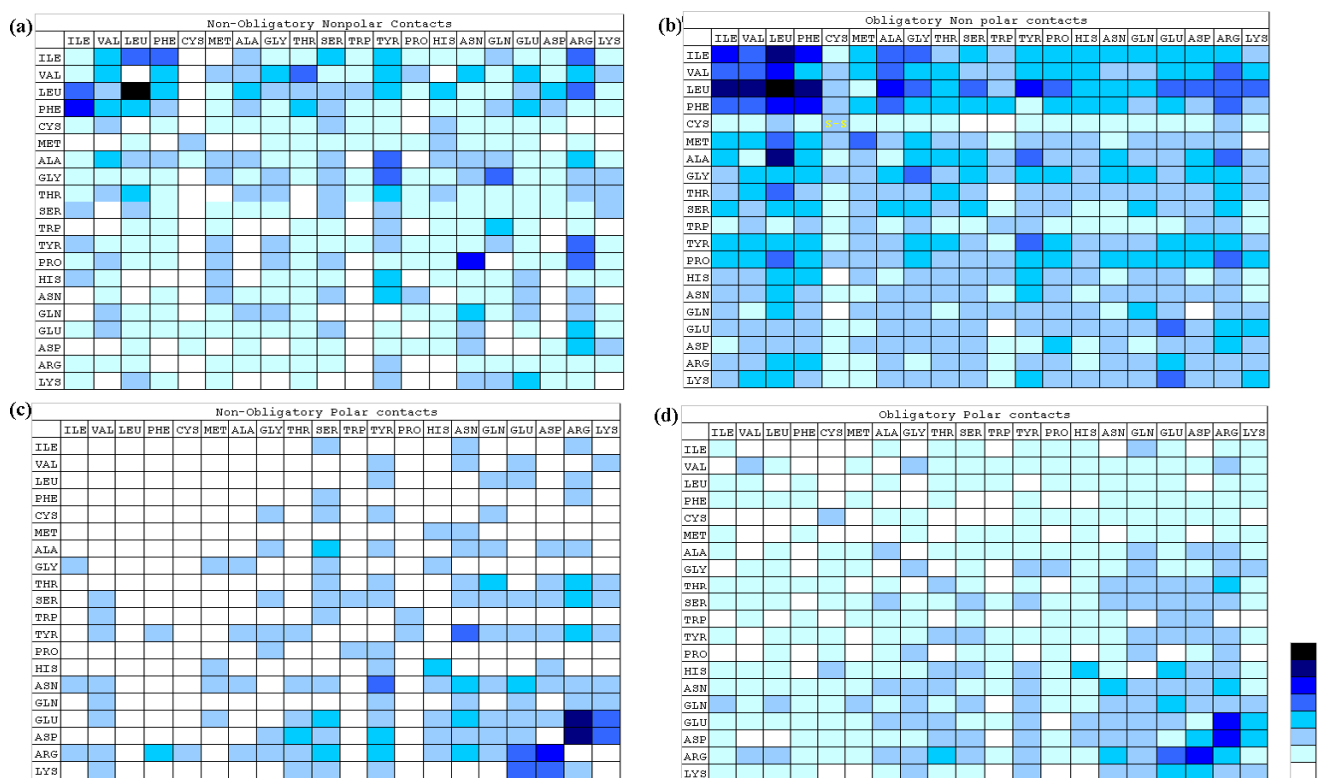 (a)
Non-Obligatory Nonpolar Contacts
ILE VAL LEU PHE CYS MET ALA GLY THR SER TRP TYR PRO HIS ASN GLN GLU ASP ARG LYS
ILE
VAL
LEU
PHE
CYS
MET
ALA
GLY
THR
SER
TRP
TYR
PRO
HIS
ASN
GLN
GLU
ASP
ARG
LYS
(b)
Obligatory Non polar contacts
ILE VAL LEU PHE CYS MET ALA GLY THR SER TRP TYR PRO HIS ASN GLN GLU ASP ARG LYS
ILE
VAL
LEU
PHE
CYS S-S
MET
ALA
GLY
THR
SER
TRP
TYR
PRO
HIS
ASN
GLN
GLU
ASP
ARG
LYS
(c)
Non-Obligatory Polar contacts
ILE VAL LEU PHE CYS MET ALA GLY THR SER TRP TYR PRO HIS ASN GLN GLU ASP ARG LYS
ILE
VAL
LEU
PHE
CYS
MET
ALA
GLY
THR
SER
TRP
TYR
PRO
HIS
ASN
GLN
GLU
ASP
ARG
LYS
(d)
Obligatory Polar contacts
ILE VAL LEU PHE CYS MET ALA GLY THR SER TRP TYR PRO HIS ASN GLN GLU ASP ARG LYS
ILE
VAL
LEU
PHE
CYS
MET
ALA
GLY
THR
SER
TRP
TYR
PRO
HIS
ASN
GLN
GLU
ASP
ARG
LYS